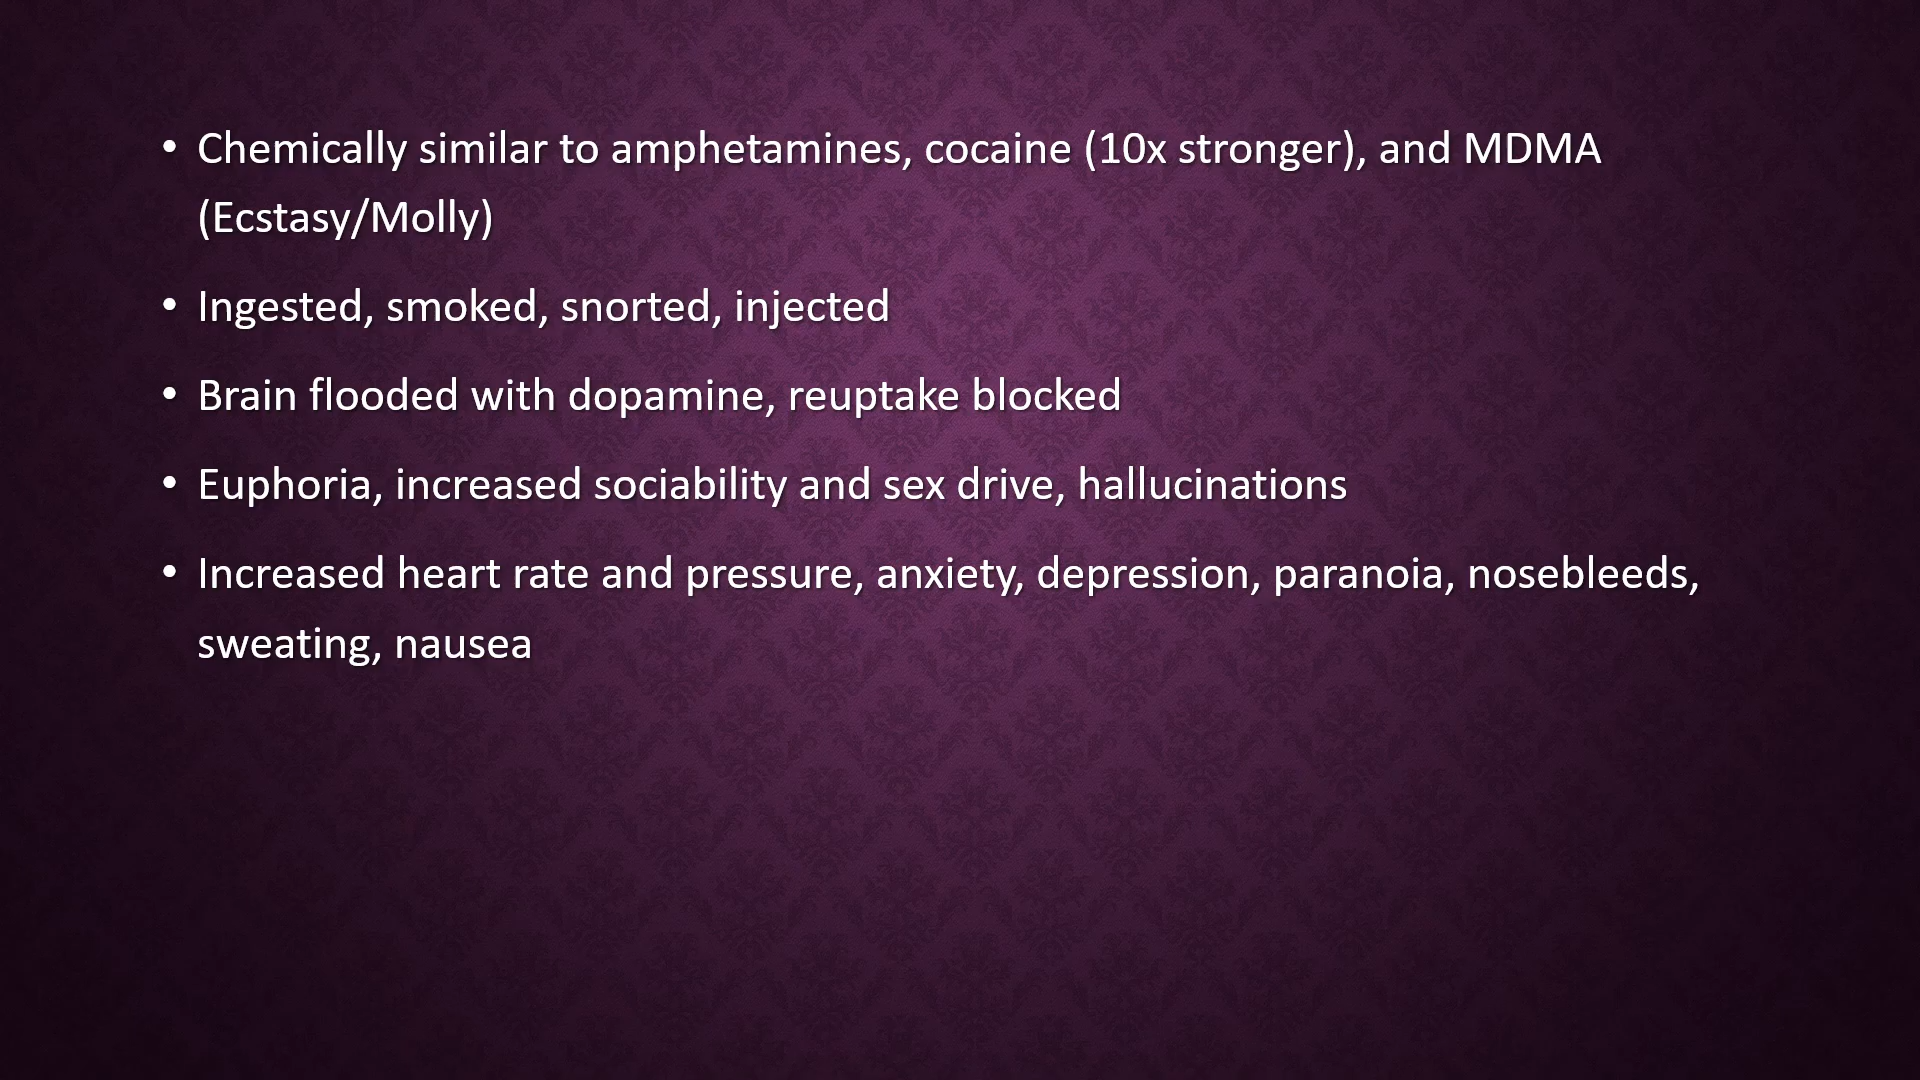 • Chemically similar to amphetamines, cocaine (10x stronger), and MDMA
(Ecstasy/Molly)
• Ingested, smoked, snorted, injected
• Brain flooded with dopamine, reuptake blocked
• Euphoria, increased sociability and sex drive, hallucinations
• Increased heart rate and pressure, anxiety, depression, paranoia, nosebleeds,
sweating, nausea